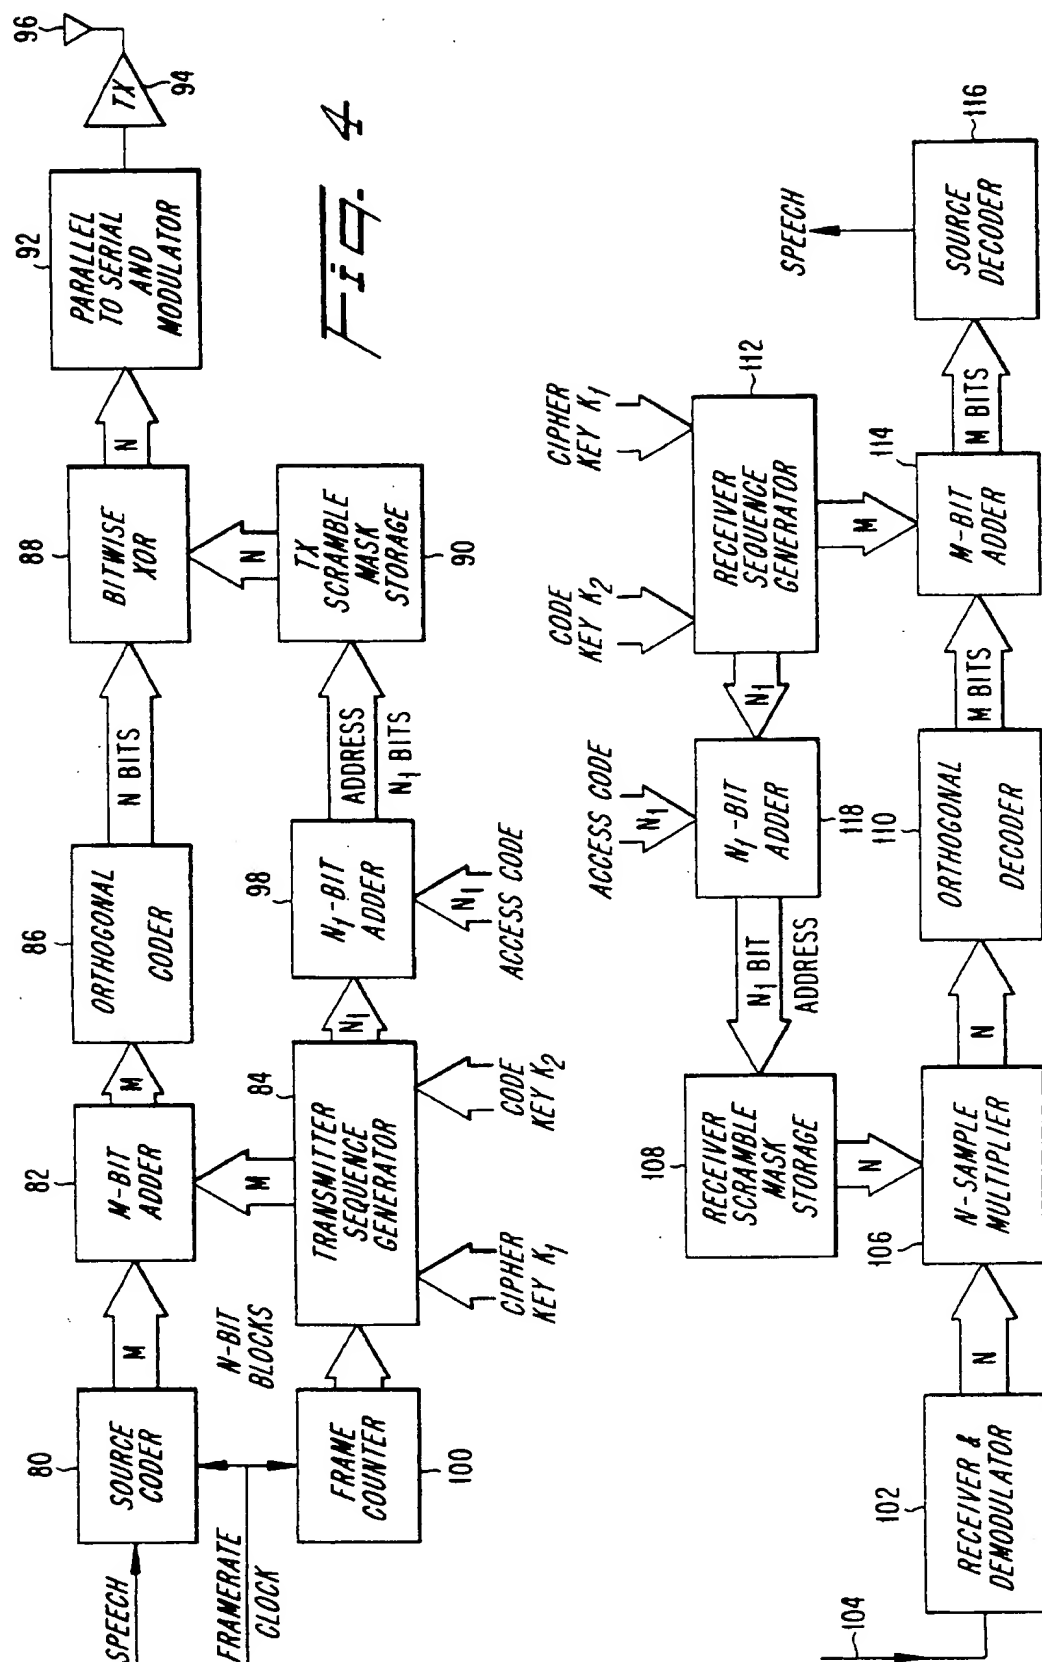 SPEECH
80
SOURCE
CODER
M
82
M-BIT
ADDER
M
86
ORTHOGONAL
CODER
N BITS
88
BITWISE
XOR
N
92
PARALLEL
TO SERIAL
AND
MODULATOR
TX
94
96
FRAMERATE
CLOCK
N-BIT
BLOCKS
FRAME
COUNTER
100
M
84
TRANSMITTER
SEQUENCE
GENERATOR
CIPHER
KEY K1
CODE
KEY K2
N1
98
N1-BIT
ADDER
N1
ACCESS CODE
ADDRESS
N1 BITS
N
TX
SCRAMBLE
MASK
STORAGE
90
Fig. 4
104
102
RECEIVER &
DEMODULATOR
N
106
N-SAMPLE
MULTIPLIER
N
108
RECEIVER
SCRAMBLE
MASK
STORAGE
N
N1 BIT
ADDRESS
ACCESS CODE
N1
N1-BIT
ADDER
118
N1
CODE
KEY K2
CIPHER
KEY K1
RECEIVER
SEQUENCE
GENERATOR
112
M
110
ORTHOGONAL
DECODER
M BITS
114
M-BIT
ADDER
M BITS
SPEECH
SOURCE
DECODER
116